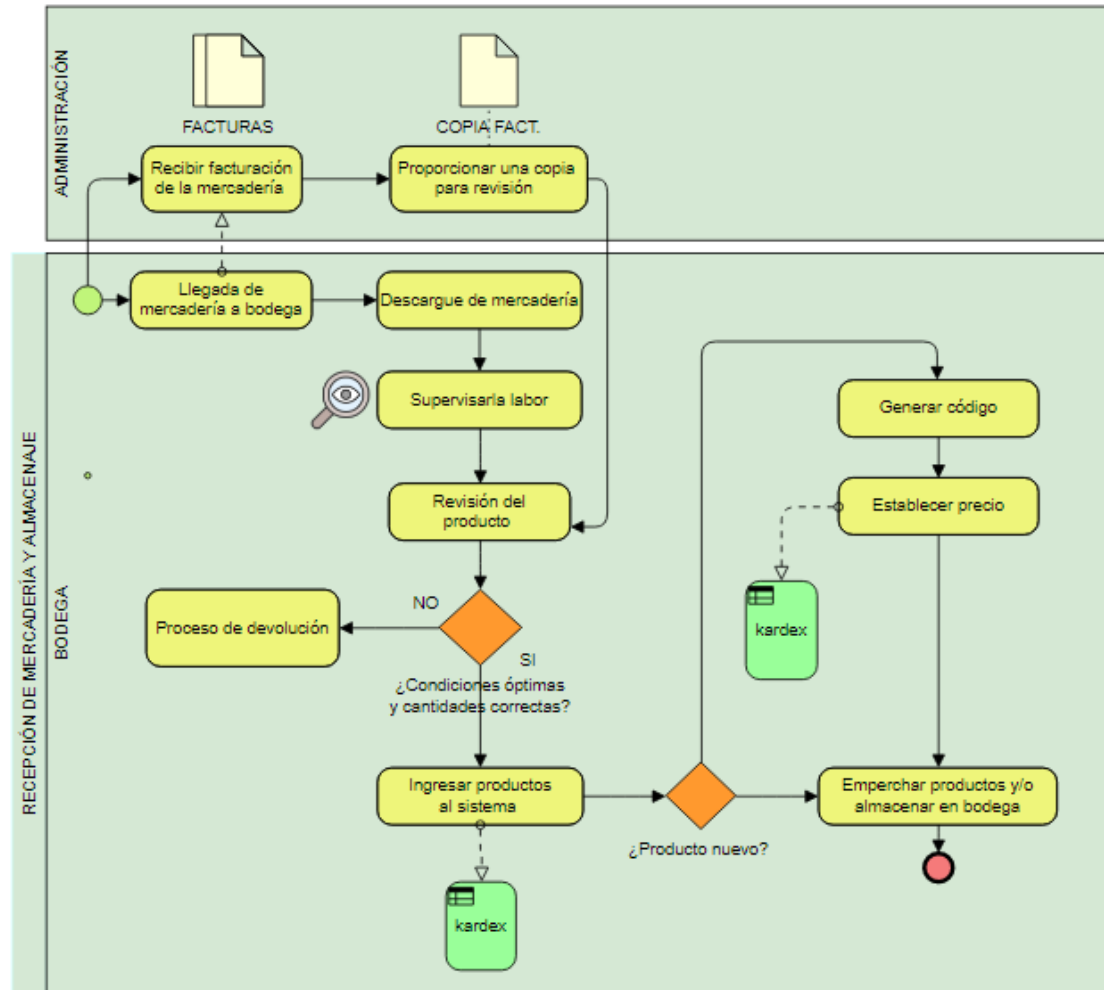 ADMINISTRACIÓN
FACTURAS
COPIA FACT.
Recibir facturación
de la mercadería
Proporcionar una copia
para revisión
RECEPCIÓN DE MERCADERÍA Y ALMACENAJE
BODEGA
Llegada de
mercadería a bodega
Descargue de mercadería
Supervisarla labor
Generar código
Revisión del
producto
Establecer precio
NO
Proceso de devolución
SI
kardex
¿Condiciones óptimas
y cantidades correctas?
Ingresar productos
al sistema
Emperchar productos y/o
almacenar en bodega
¿Producto nuevo?
kardex